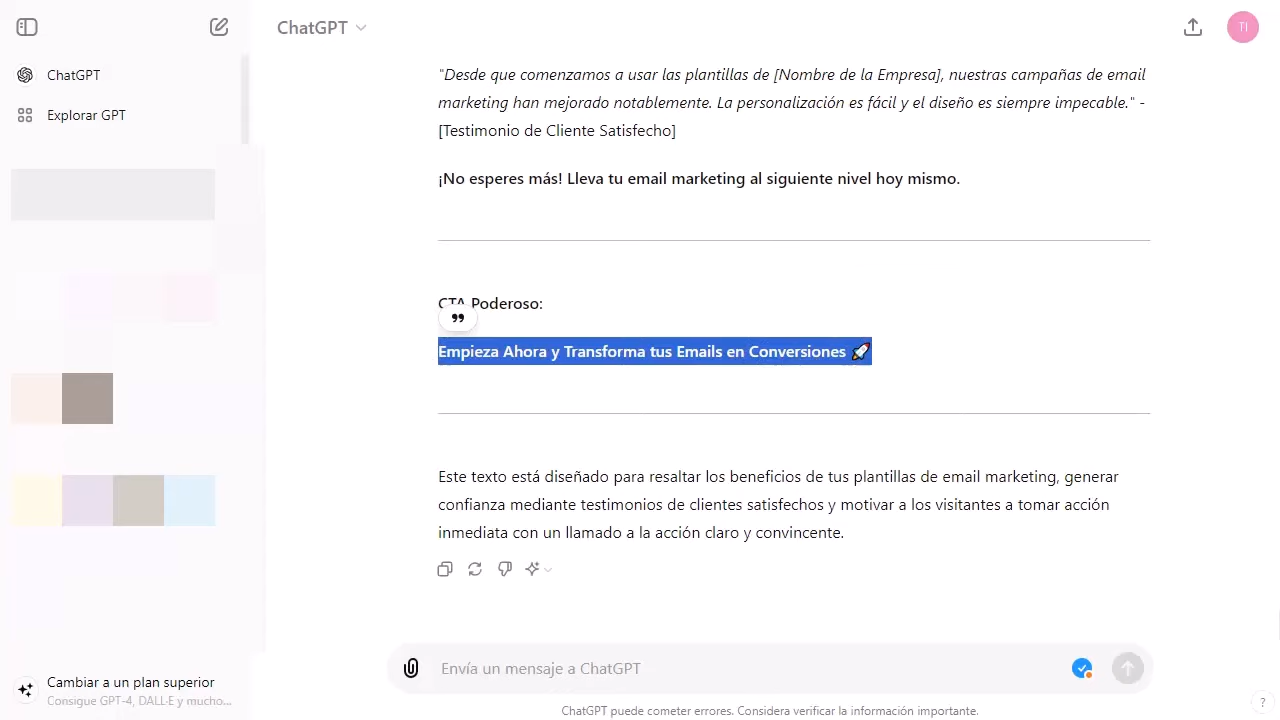 ChatGPT
TI
ChatGPT
Explorar GPT
"Desde que comenzamos a usar las plantillas de [Nombre de la Empresa], nuestras campañas de email
marketing han mejorado notablemente. La personalización es fácil y el diseño es siempre impecable." -
[Testimonio de Cliente Satisfecho]
¡No esperes más! Lleva tu email marketing al siguiente nivel hoy mismo.
CTA Poderoso:
Empieza Ahora y Transforma tus Emails en Conversiones 🚀
Este texto está diseñado para resaltar los beneficios de tus plantillas de email marketing, generar
confianza mediante testimonios de clientes satisfechos y motivar a los visitantes a tomar acción
inmediata con un llamado a la acción claro y convincente.
Envía un mensaje a ChatGPT
Cambiar a un plan superior
Consigue GPT-4, DALL·E y mucho...
ChatGPT puede cometer errores. Considera verificar la información importante.
?